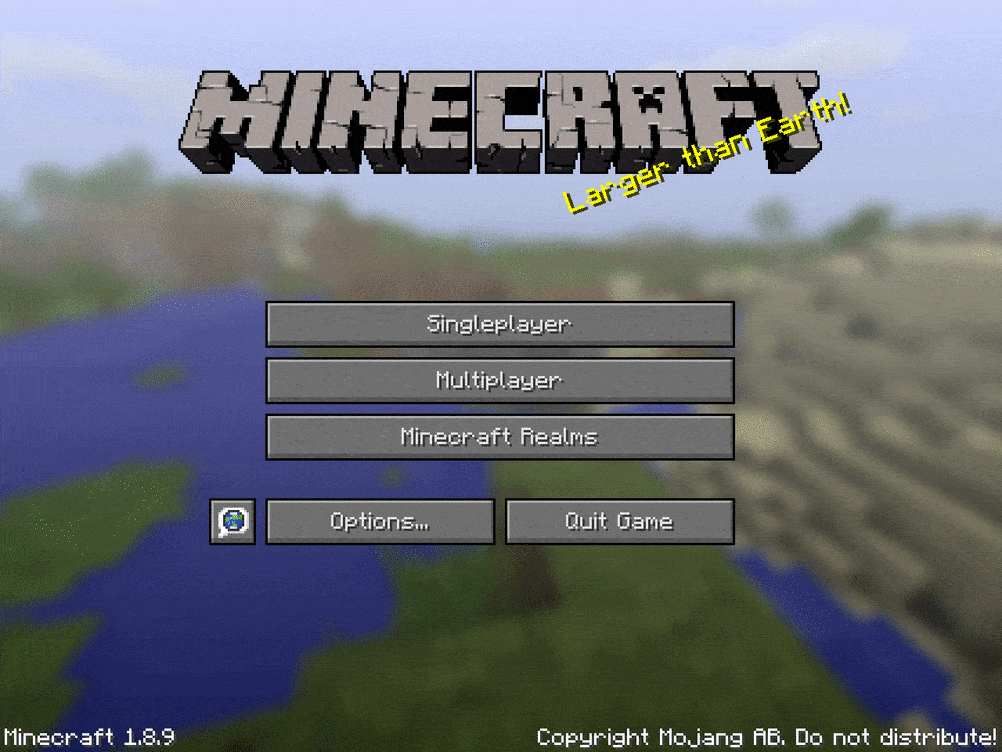 MINECRAFT
Larger than Earth!
Singleplayer
Multiplayer
Minecraft Realms
Options...
Quit Game
Minecraft 1.8.9
Copyright Mojang AB. Do not distribute!